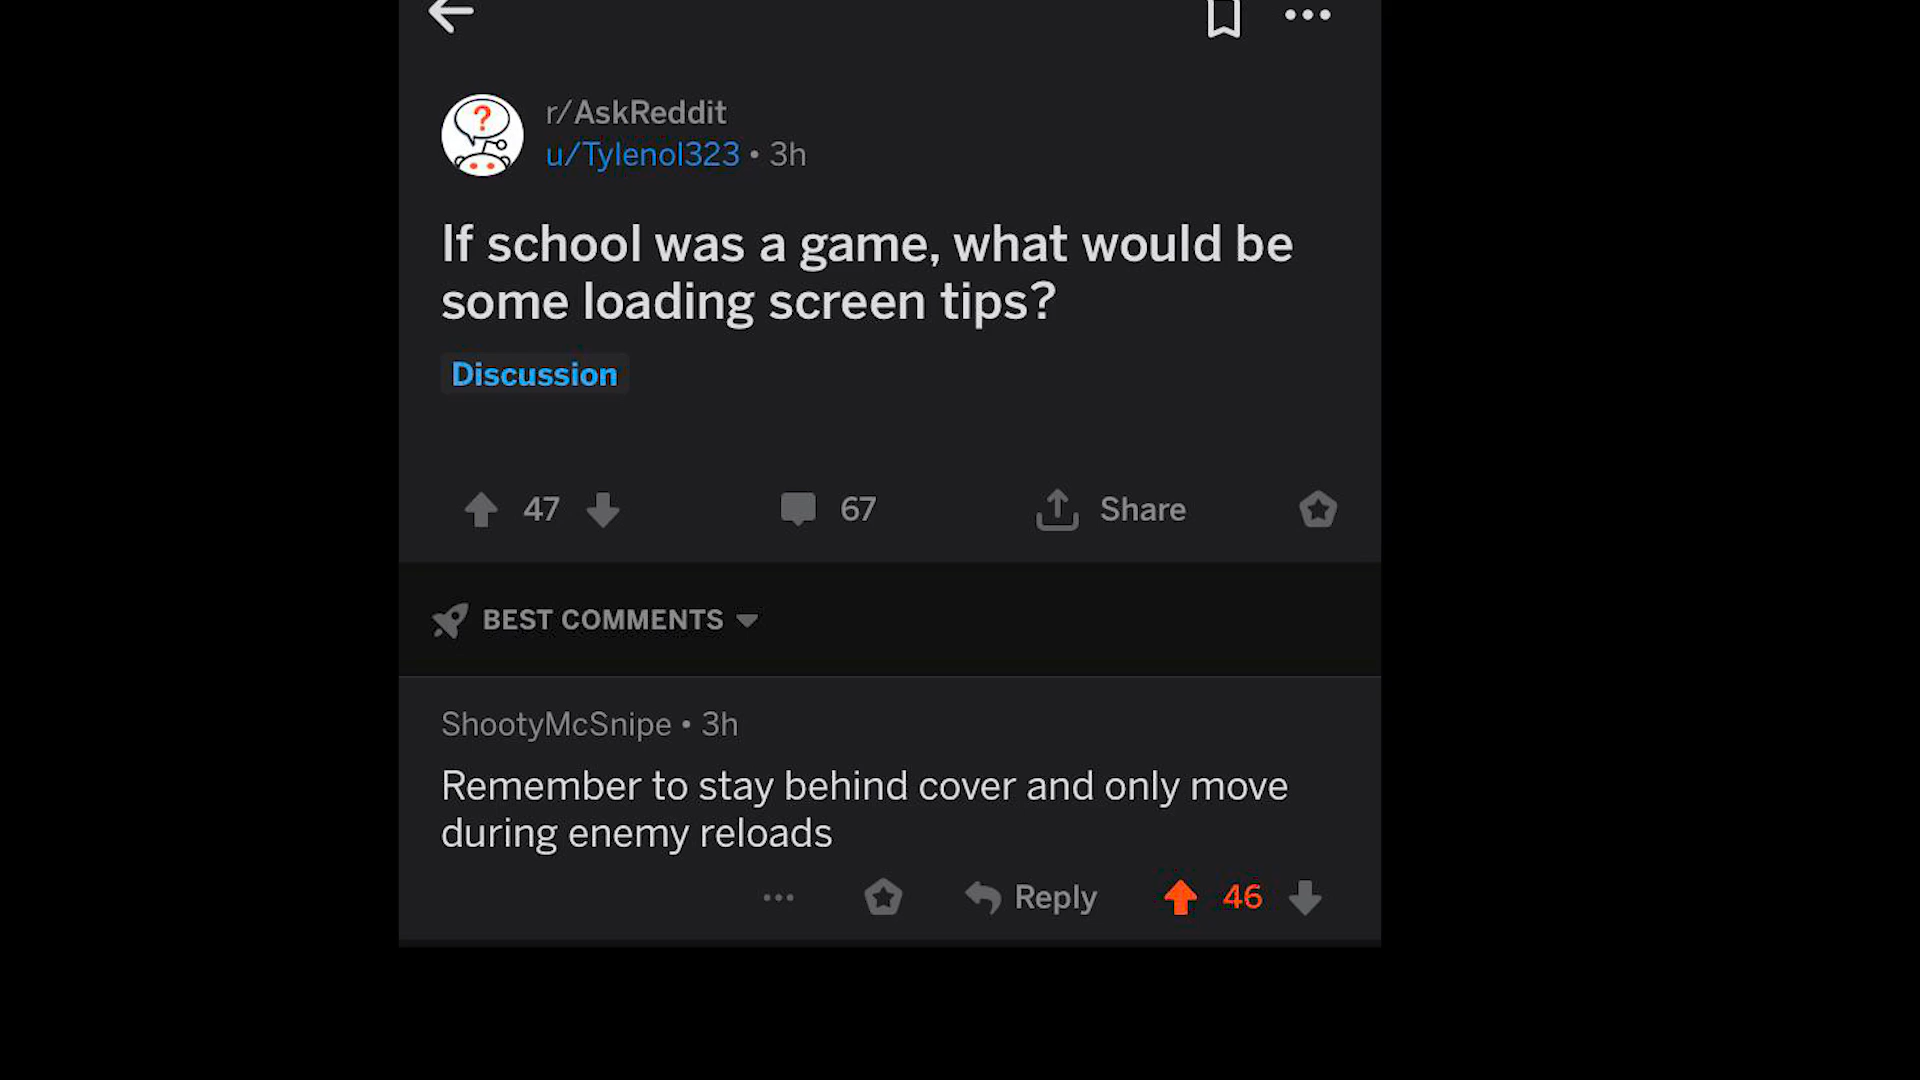 r/AskReddit
u/Tylenol323 • 3h
If school was a game, what would be
some loading screen tips?
Discussion
47 67 Share
BEST COMMENTS
ShootyMcSnipe • 3h
Remember to stay behind cover and only move
during enemy reloads
Reply 46